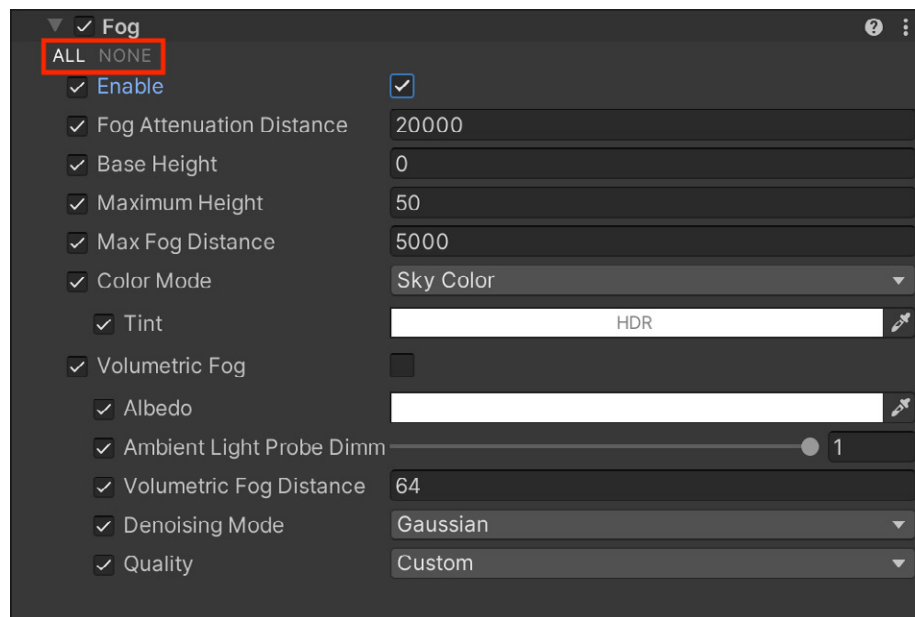 Fog
ALL NONE
Enable
Fog Attenuation Distance 20000
Base Height 0
Maximum Height 50
Max Fog Distance 5000
Color Mode Sky Color
Tint HDR
Volumetric Fog
Albedo
Ambient Light Probe Dimm 1
Volumetric Fog Distance 64
Denoising Mode Gaussian
Quality Custom